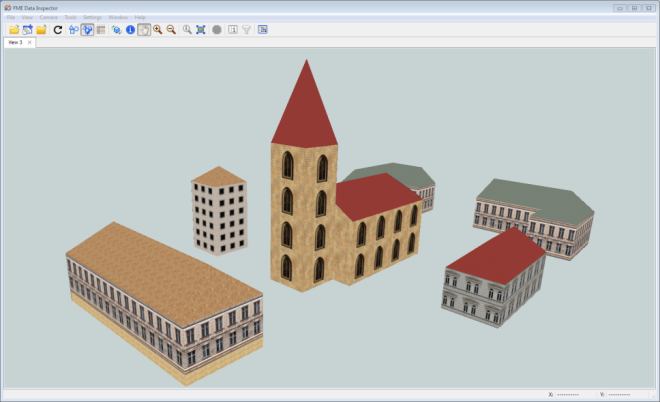 FME Data Inspector
File View Camera Tools Settings Window Help
View 3
X: ---------- Y: ----------